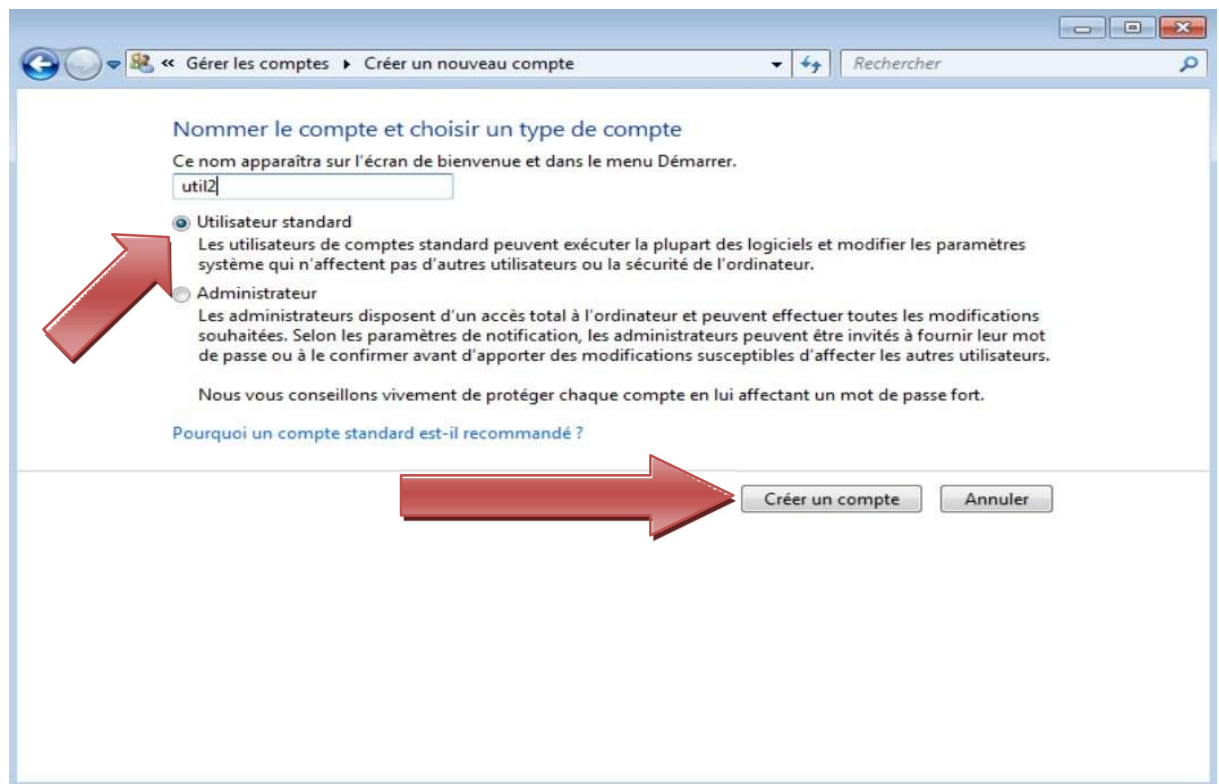 « Gérer les comptes ▸ Créer un nouveau compte
Rechercher
Nommer le compte et choisir un type de compte
Ce nom apparaîtra sur l'écran de bienvenue et dans le menu Démarrer.
util2
Utilisateur standard
Les utilisateurs de comptes standard peuvent exécuter la plupart des logiciels et modifier les paramètres
système qui n'affectent pas d'autres utilisateurs ou la sécurité de l'ordinateur.
Administrateur
Les administrateurs disposent d'un accès total à l'ordinateur et peuvent effectuer toutes les modifications
souhaitées. Selon les paramètres de notification, les administrateurs peuvent être invités à fournir leur mot
de passe ou à le confirmer avant d'apporter des modifications susceptibles d'affecter les autres utilisateurs.
Nous vous conseillons vivement de protéger chaque compte en lui affectant un mot de passe fort.
Pourquoi un compte standard est-il recommandé ?
Créer un compte
Annuler